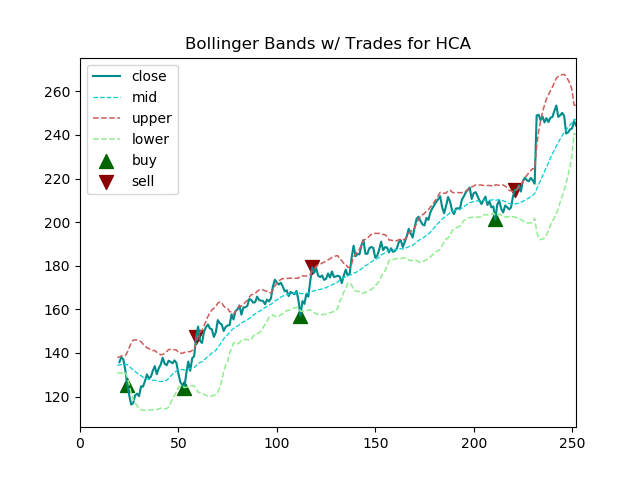 Bollinger Bands w/ Trades for HCA
close
mid
upper
lower
buy
sell
260
240
220
200
180
160
140
120
0 50 100 150 200 250